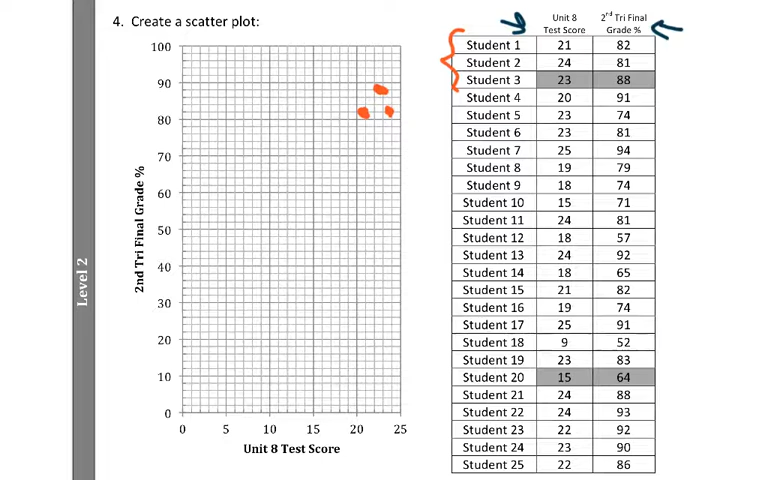 4. Create a scatter plot:
Level 2
2nd Tri Final Grade %
100
90
80
70
60
50
40
30
20
10
0
0 5 10 15 20 25
Unit 8 Test Score
Unit 8 2nd Tri Final
Test Score Grade %
Student 1 21 82
Student 2 24 81
Student 3 23 88
Student 4 20 91
Student 5 23 74
Student 6 23 81
Student 7 25 94
Student 8 19 79
Student 9 18 74
Student 10 15 71
Student 11 24 81
Student 12 18 57
Student 13 24 92
Student 14 18 65
Student 15 21 82
Student 16 19 74
Student 17 25 91
Student 18 9 52
Student 19 23 83
Student 20 15 64
Student 21 24 88
Student 22 24 93
Student 23 22 92
Student 24 23 90
Student 25 22 86